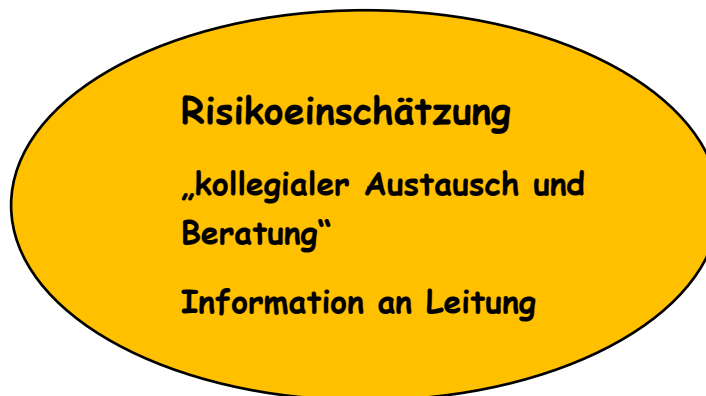 Risikoeinschätzung
„kollegialer Austausch und
Beratung“
Information an Leitung